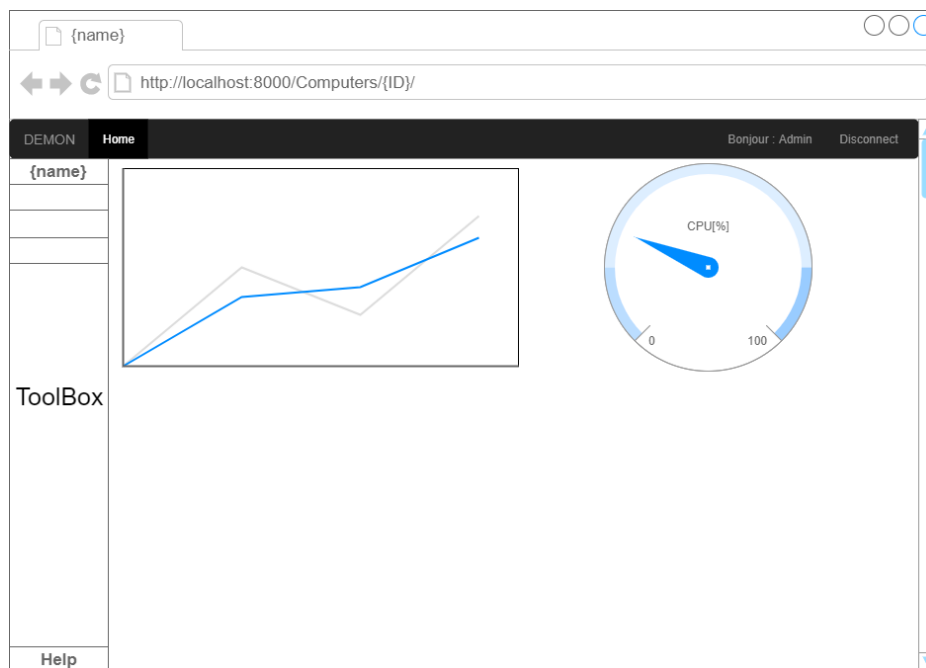 {name}
http://localhost:8000/Computers/{ID}/
DEMON Home Bonjour : Admin Disconnect
{name}
CPU[%]
0 100
ToolBox
Help